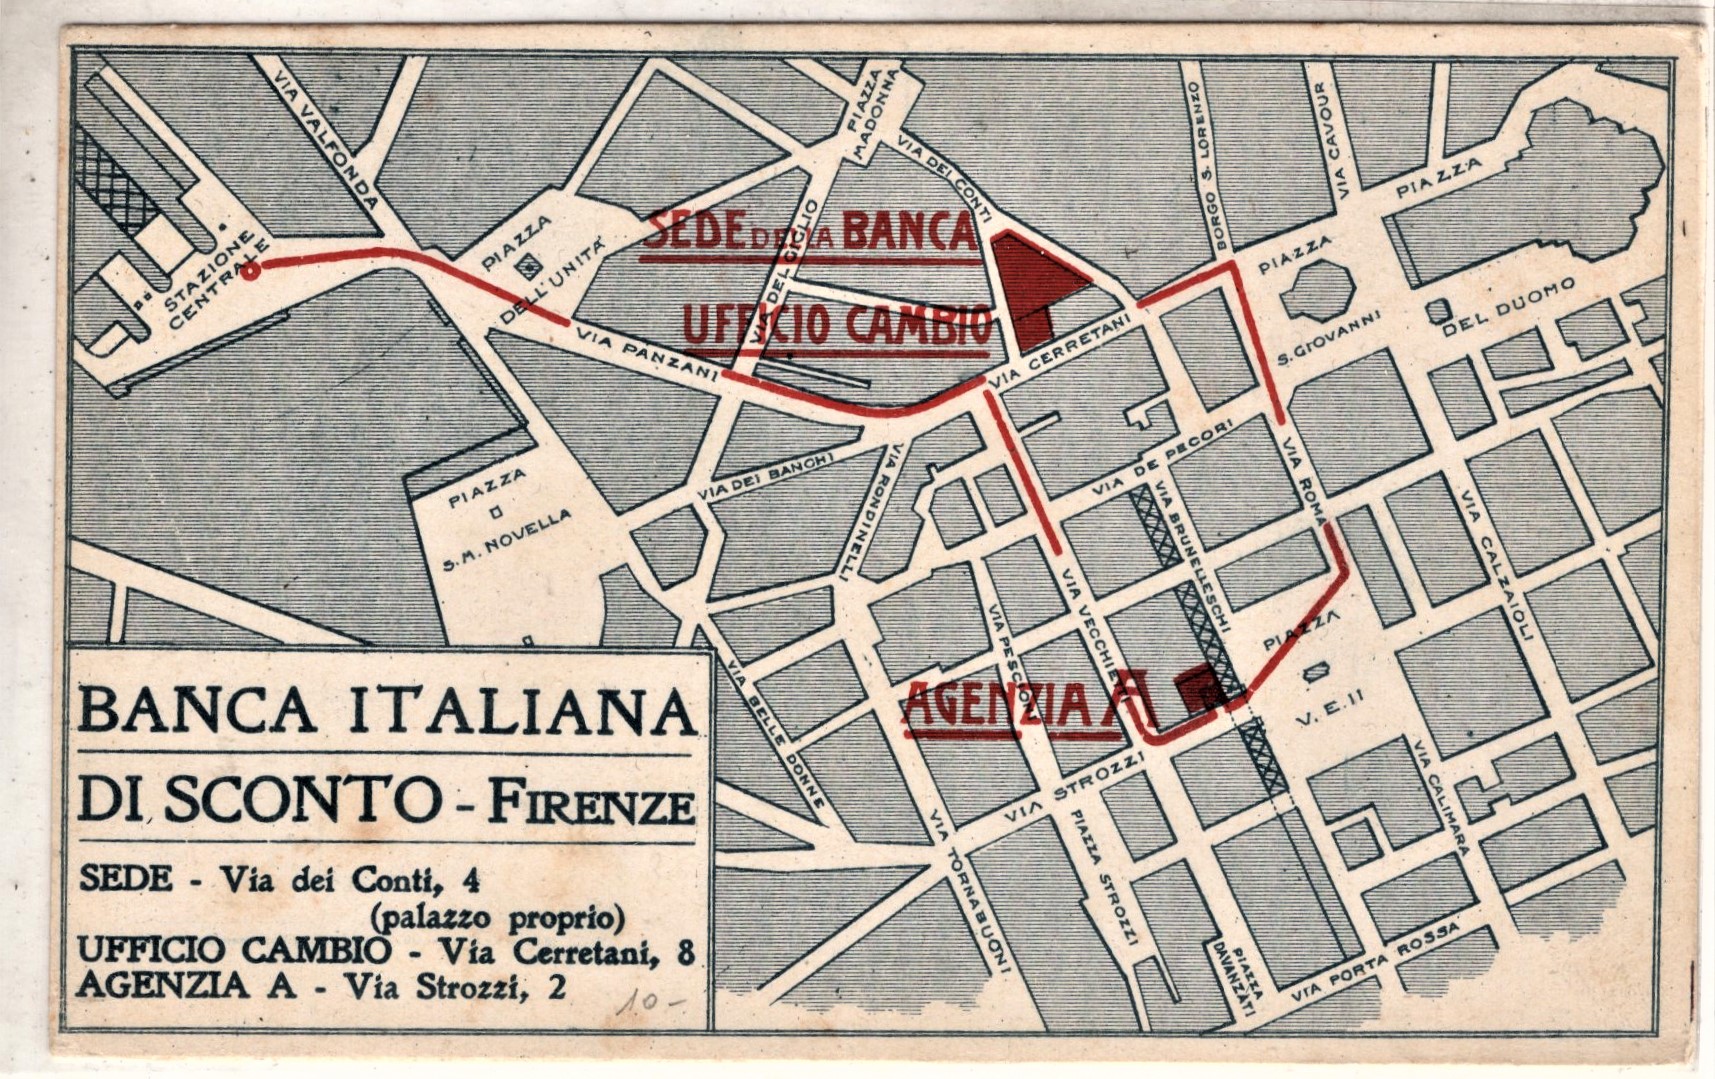 VIA VALFONDA
STAZIONE
CENTRALE
PIAZZA
DELL'UNITA'
PIAZZA
MADONNA
VIA DEI CONTI
BORGO S. LORENZO
VIA CAVOUR
PIAZZA
SEDE DELLA BANCA
VIA DEL GIGLIO
UFFICIO CAMBIO
PIAZZA
S. GIOVANNI
DEL DUOMO
VIA PANZANI
VIA CERRETANI
VIA DEI BANCHI
VIA RONDINELLI
VIA DE PECORI
VIA BRUNELLESCHI
VIA ROMA
VIA CALZAIOLI
PIAZZA
S. M. NOVELLA
VIA PESCIONI
VIA VECCHIETTI
PIAZZA
V. E. II
AGENZIA A
VIA BELLE DONNE
VIA STROZZI
VIA CALIMARA
VIA TORNABUONI
PIAZZA STROZZI
PIAZZA
DAVANZATI
VIA PORTA ROSSA
BANCA ITALIANA
DI SCONTO - FIRENZE
SEDE - Via dei Conti, 4
(palazzo proprio)
UFFICIO CAMBIO - Via Cerretani, 8
AGENZIA A - Via Strozzi, 2
10-